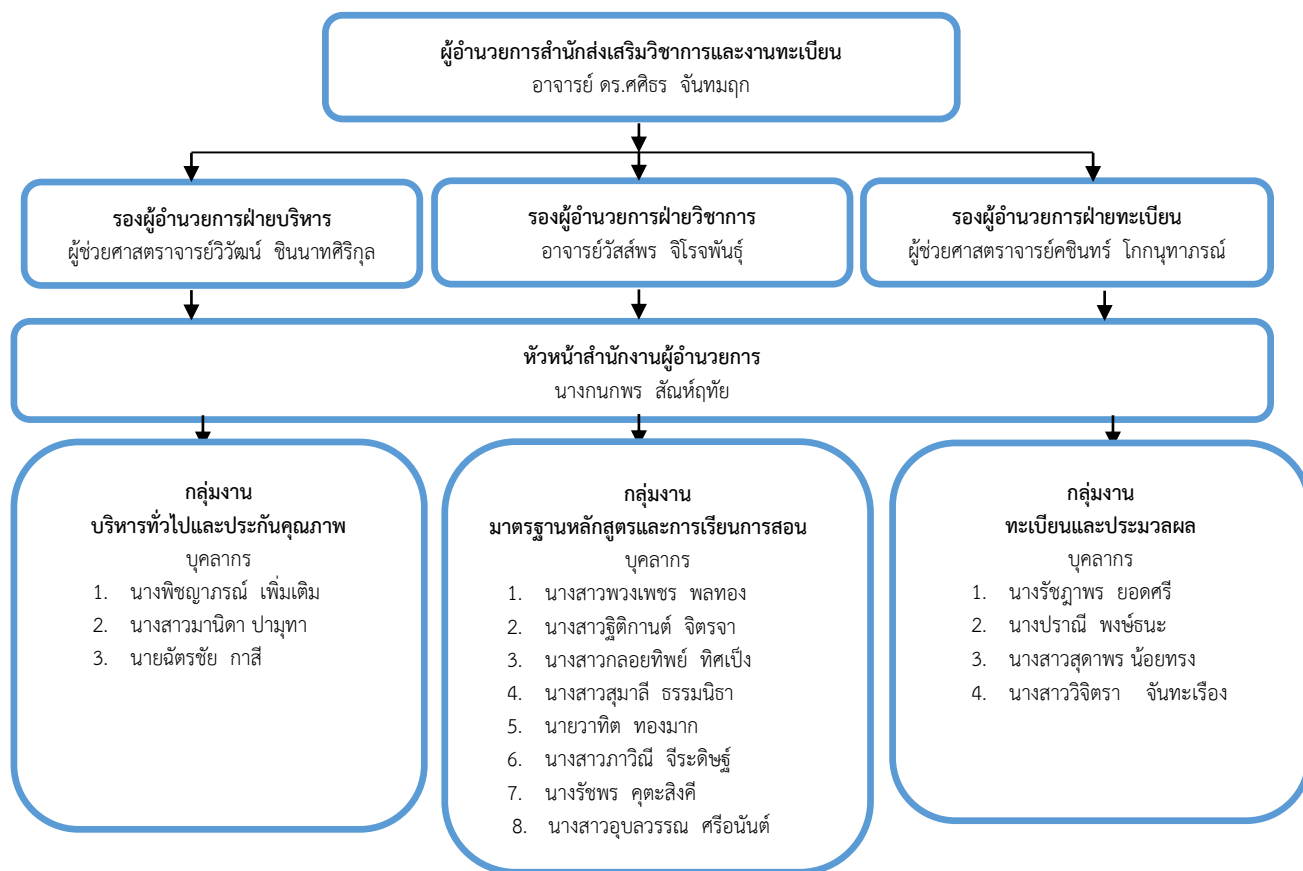 ผู้อำนวยการสำนักส่งเสริมวิชาการและงานทะเบียน
อาจารย์ ดร.ศศิธร จันทมฤก
รองผู้อำนวยการฝ่ายบริหาร
ผู้ช่วยศาสตราจารย์วิวัฒน์ ชินนาทศิริกุล
รองผู้อำนวยการฝ่ายวิชาการ
อาจารย์วัสส์พร จิโรจพันธุ์
รองผู้อำนวยการฝ่ายทะเบียน
ผู้ช่วยศาสตราจารย์คชินทร์ โกกนุทาภรณ์
หัวหน้าสำนักงานผู้อำนวยการ
นางกนกพร สัณห์ฤทัย
กลุ่มงาน
บริหารทั่วไปและประกันคุณภาพ
บุคลากร
1. นางพิชญาภรณ์ เพิ่มเติม
2. นางสาวมานิดา ปามุทา
3. นายฉัตรชัย กาสี
กลุ่มงาน
มาตรฐานหลักสูตรและการเรียนการสอน
บุคลากร
1. นางสาวพวงเพชร พลทอง
2. นางสาวฐิติกานต์ จิตรจา
3. นางสาวกลอยทิพย์ ทิศเป็ง
4. นางสาวสุมาลี ธรรมนิธา
5. นายวาทิต ทองมาก
6. นางสาวภาวิณี จีระดิษฐ์
7. นางรัชพร คุตะสิงคี
8. นางสาวอุบลวรรณ ศรีอนันต์
กลุ่มงาน
ทะเบียนและประมวลผล
บุคลากร
1. นางรัชฎาพร ยอดศรี
2. นางปราณี พงษ์ธนะ
3. นางสาวสุดาพร น้อยทรง
4. นางสาววิจิตรา จันทะเรือง